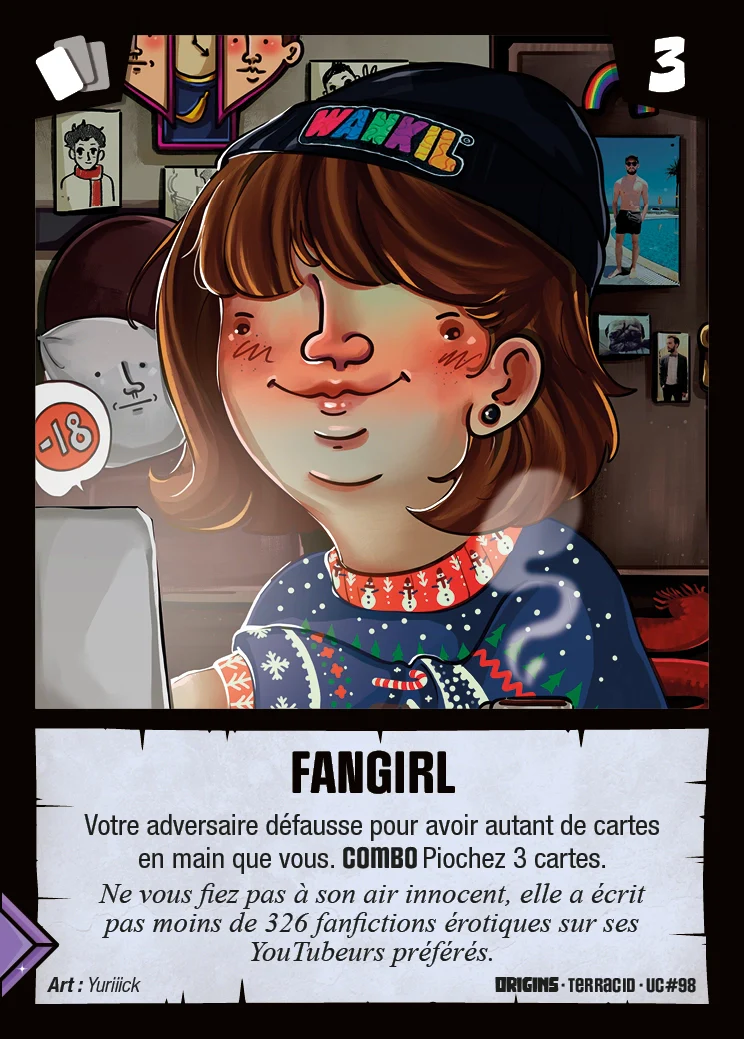 3
WANKIL
-18
FANGIRL
Votre adversaire défausse pour avoir autant de cartes
en main que vous. COMBO Piochez 3 cartes.
Ne vous fiez pas à son air innocent, elle a écrit
pas moins de 326 fanfictions érotiques sur ses
YouTubeurs préférés.
Art : Yuriiick
ORIGINS · TERRACID · UC#98